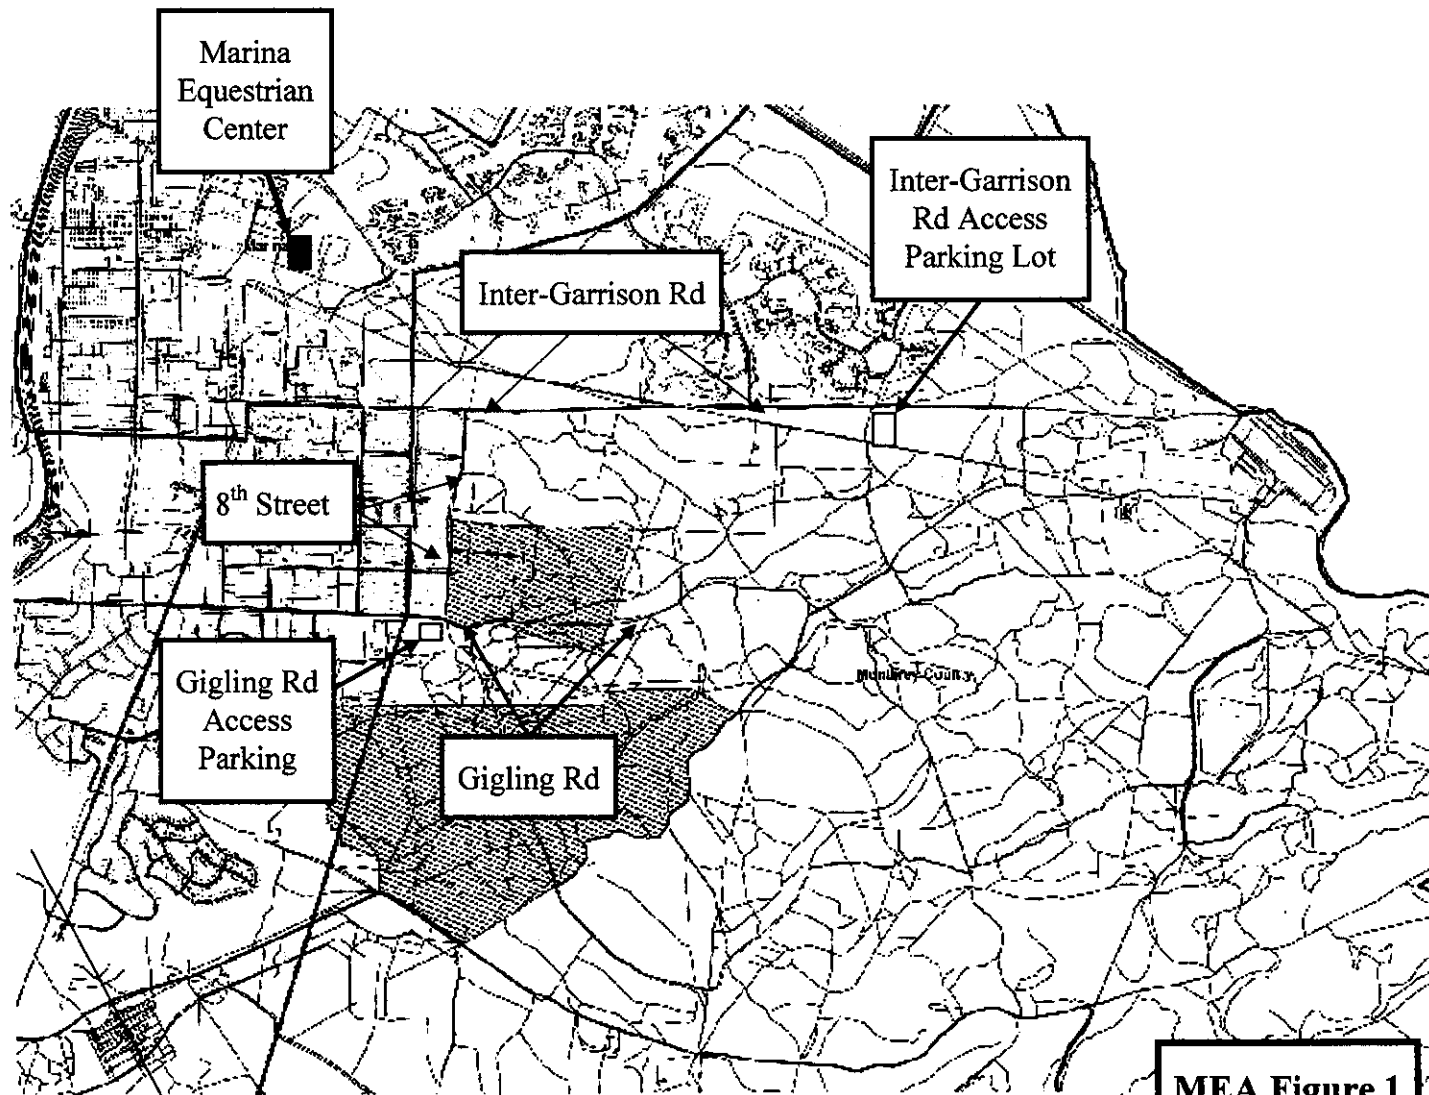 Marina
Equestrian
Center
Inter-Garrison
Rd Access
Parking Lot
Inter-Garrison Rd
8th Street
Monterey County
Gigling Rd
Access
Parking
Gigling Rd
MEA Figure 1